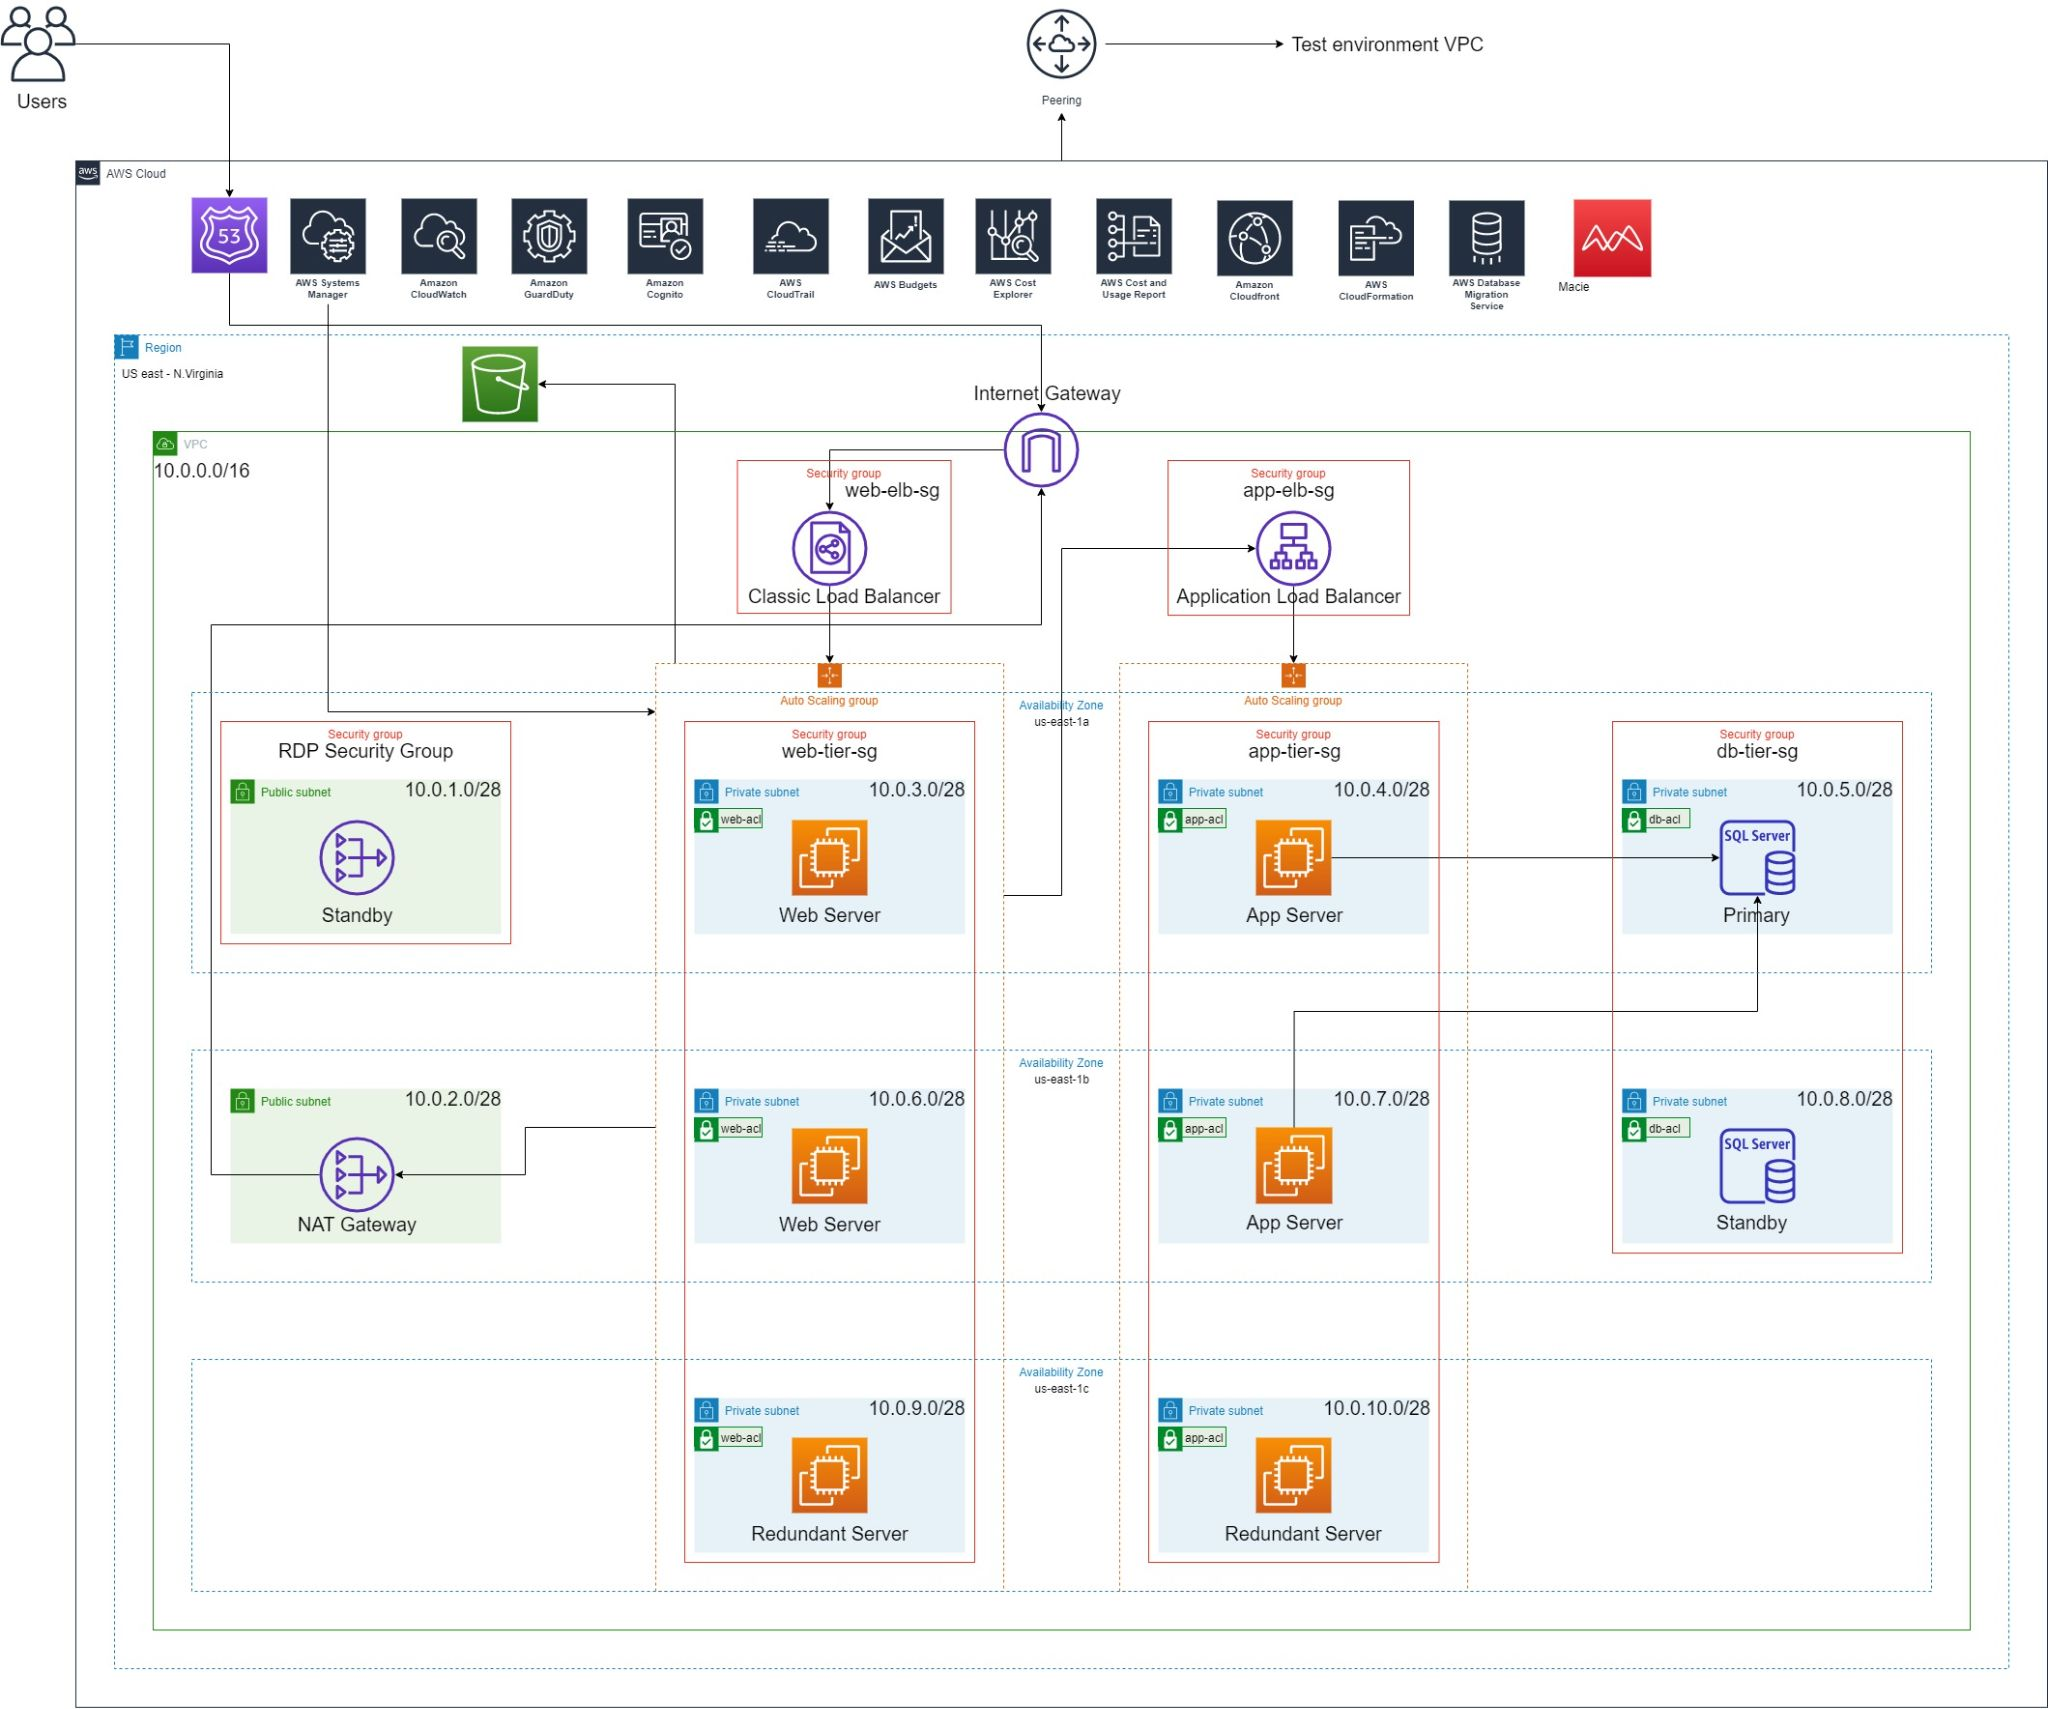 Users
Peering
Test environment VPC
aws
AWS Cloud
53
AWS Systems
Manager
Amazon
CloudWatch
Amazon
GuardDuty
Amazon
Cognito
AWS
CloudTrail
AWS Budgets
AWS Cost
Explorer
AWS Cost and
Usage Report
Amazon
Cloudfront
AWS
CloudFormation
AWS Database
Migration
Service
Macie
Region
US east - N.Virginia
Internet Gateway
VPC
10.0.0.0/16
Security group
web-elb-sg
Classic Load Balancer
Security group
app-elb-sg
Application Load Balancer
Auto Scaling group
Auto Scaling group
Availability Zone
us-east-1a
Security group
RDP Security Group
Public subnet
10.0.1.0/28
Standby
Security group
web-tier-sg
Private subnet
10.0.3.0/28
web-acl
Web Server
Security group
app-tier-sg
Private subnet
10.0.4.0/28
app-acl
App Server
Security group
db-tier-sg
Private subnet
10.0.5.0/28
db-acl
SQL Server
Primary
Availability Zone
us-east-1b
Public subnet
10.0.2.0/28
NAT Gateway
Private subnet
10.0.6.0/28
web-acl
Web Server
Private subnet
10.0.7.0/28
app-acl
App Server
Private subnet
10.0.8.0/28
db-acl
SQL Server
Standby
Availability Zone
us-east-1c
Private subnet
10.0.9.0/28
web-acl
Redundant Server
Private subnet
10.0.10.0/28
app-acl
Redundant Server